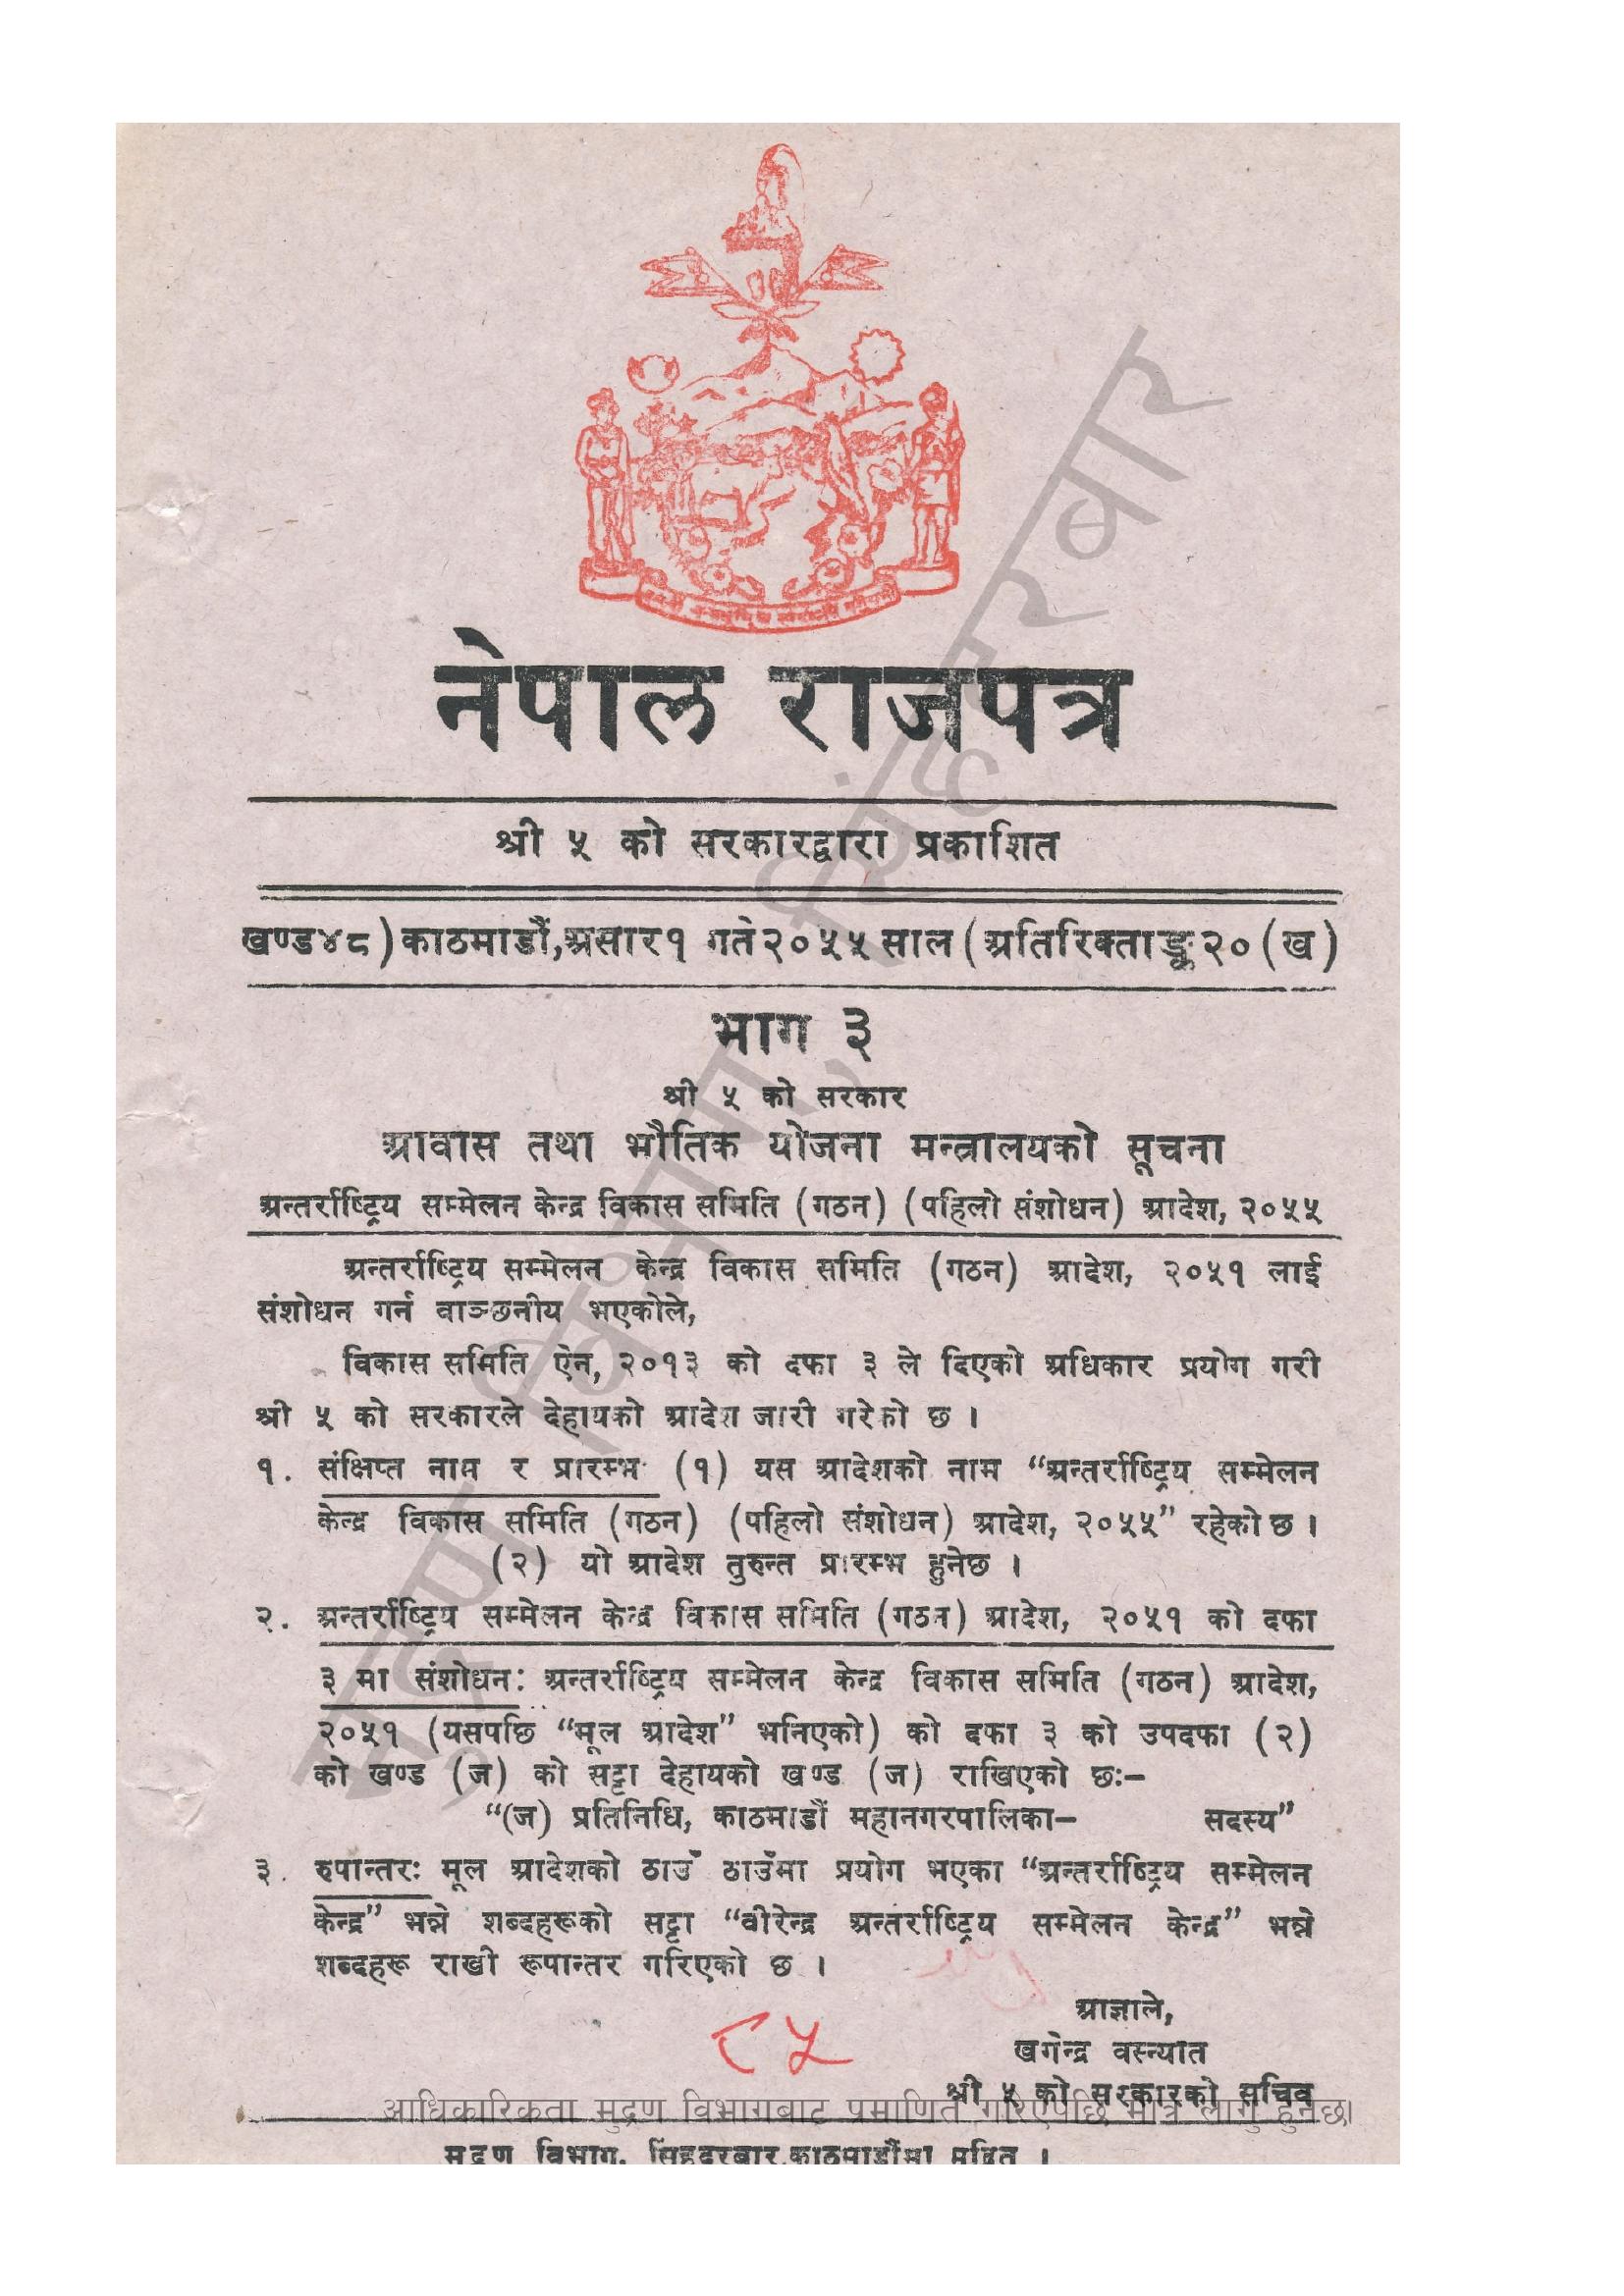 नेपाल राजपत्र
श्री ५ को सरकारद्वारा प्रकाशित
खण्ड४८) काठमाडौं,असार१ गते२०५५साल (अतिरिक्ताङ्क२०(ख)
भाग ३
श्री ५ को सरकार
आवास तथा भौतिक योजना मन्त्रालयको सूचना
अन्तर्राष्ट्रिय सम्मेलन केन्द्र विकास समिति (गठन) (पहिलो संशोधन) आदेश, २०५५
अन्तर्राष्ट्रिय सम्मेलन केन्द्र विकास समिति (गठन) आदेश, २०५१ लाई
संशोधन गर्न वाञ्छनीय भएकोले,
विकास समिति ऐन, २०१३ को दफा ३ ले दिएको अधिकार प्रयोग गरी
श्री ५ को सरकारले देहायको आदेश जारी गरेको छ ।
१. संक्षिप्त नाम र प्रारम्भः (१) यस आदेशको नाम “अन्तर्राष्ट्रिय सम्मेलन
केन्द्र विकास समिति (गठन) (पहिलो संशोधन) आदेश, २०५५” रहेको छ ।
(२) यो आदेश तुरुन्त प्रारम्भ हुनेछ ।
२. अन्तर्राष्ट्रिय सम्मेलन केन्द्र विकास समिति (गठन) आदेश, २०५१ को दफा
३ मा संशोधन: अन्तर्राष्ट्रिय सम्मेलन केन्द्र विकास समिति (गठन) आदेश,
२०५१ (यसपछि “मूल आदेश” भनिएको) को दफा ३ को उपदफा (२)
को खण्ड (ज) को सट्टा देहायको खण्ड (ज) राखिएको छः–
“(ज) प्रतिनिधि, काठमाडौं महानगरपालिका– सदस्य”
३. रुपान्तरः मूल आदेशको ठाउँ ठाउँमा प्रयोग भएका “अन्तर्राष्ट्रिय सम्मेलन
केन्द्र” भन्ने शब्दहरूको सट्टा “वीरेन्द्र अन्तर्राष्ट्रिय सम्मेलन केन्द्र” भन्ने
शब्दहरू राखी रूपान्तर गरिएको छ ।
आज्ञाले,
खगेन्द्र वस्न्यात
श्री ५ को सरकारको सचिव
आधिकारिकता मुद्रण विभागबाट प्रमाणित गरिएपछि मात्र लागु हुनेछ।
मुद्रण विभाग, सिंहदरबार,काठमाडौंमा मुद्रित ।
मुद्रण विभाग, सिंहदरबार